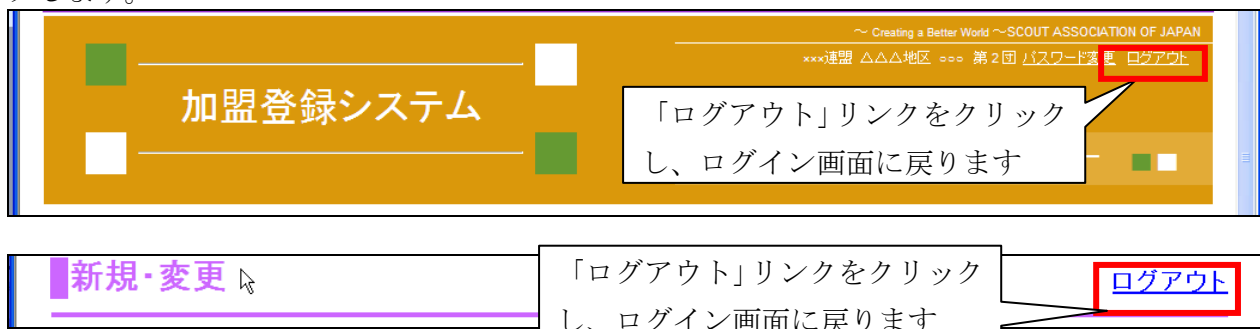 します。
～ Creating a Better World ～SCOUT ASSOCIATION OF JAPAN
×××連盟 △△△地区 ○○○ 第2団 パスワード変更 ログアウト
加盟登録システム
「ログアウト」リンクをクリック
し、ログイン画面に戻ります
新規・変更
「ログアウト」リンクをクリック
し、ログイン画面に戻ります
ログアウト